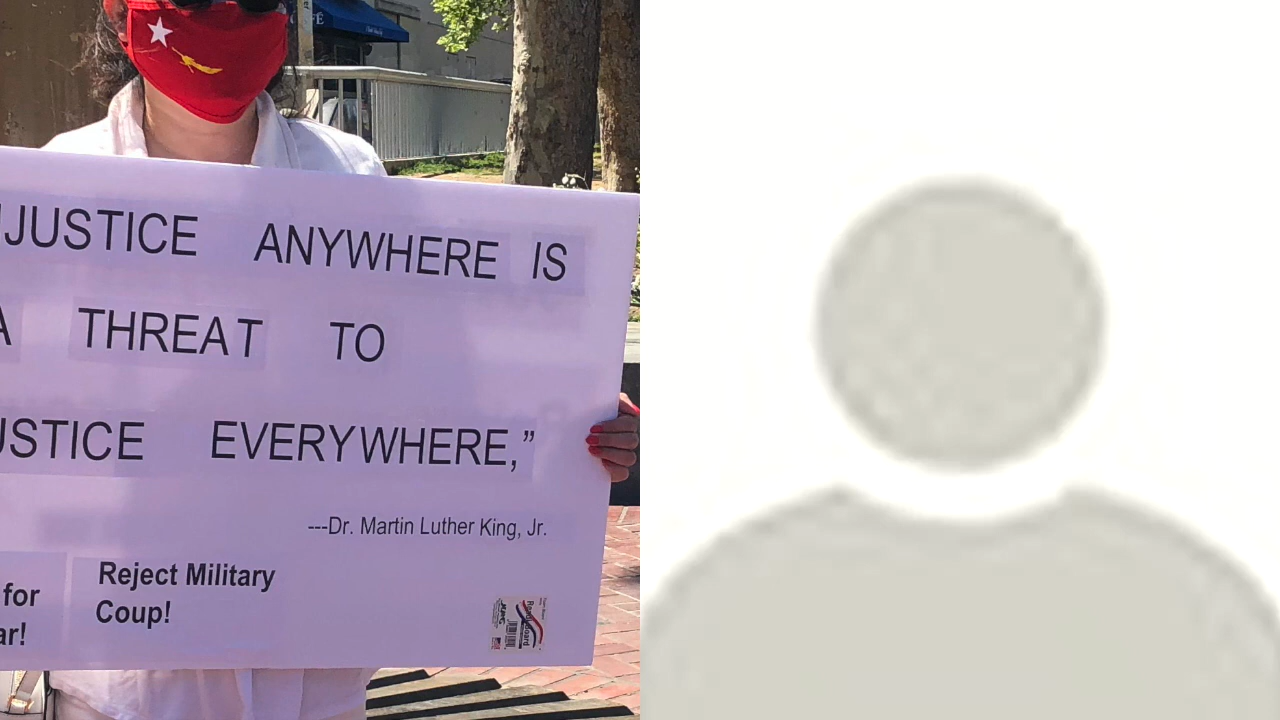 JUSTICE ANYWHERE IS
A THREAT TO
USTICE EVERYWHERE,”
---Dr. Martin Luther King, Jr.
for
ar!
Reject Military
Coup!